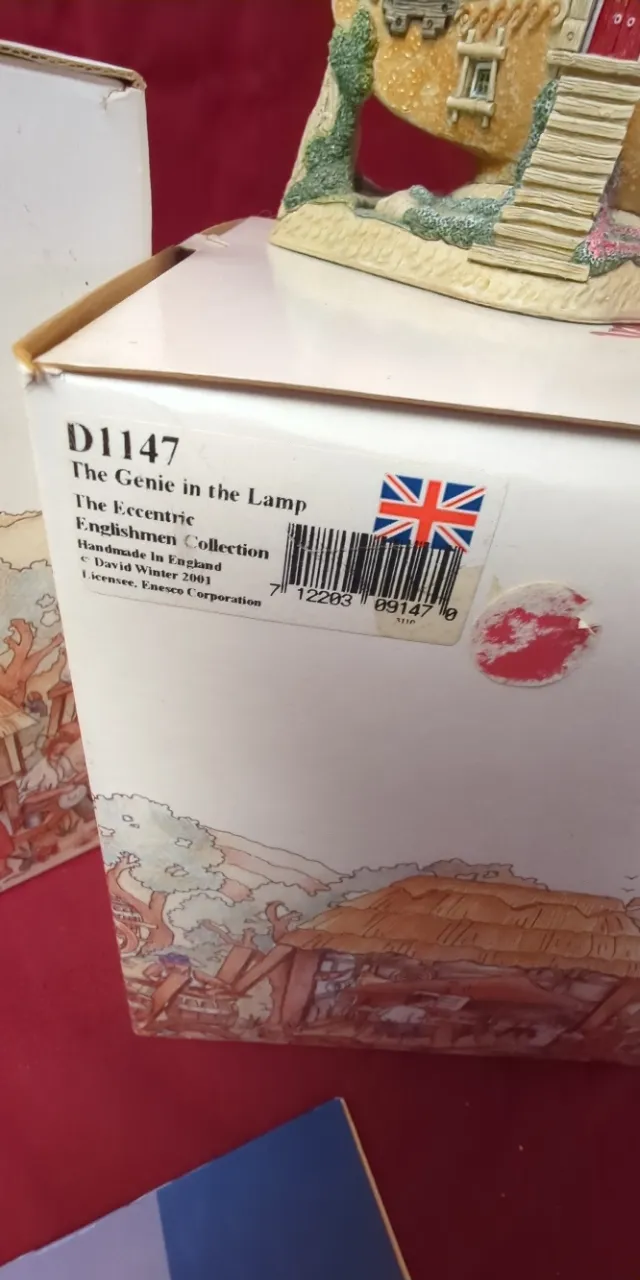 D1147
The Genie in the Lamp
The Eccentric
Englishmen Collection
Handmade In England
© David Winter 2001
Licensee. Enesco Corporation
7 12203 09147 0